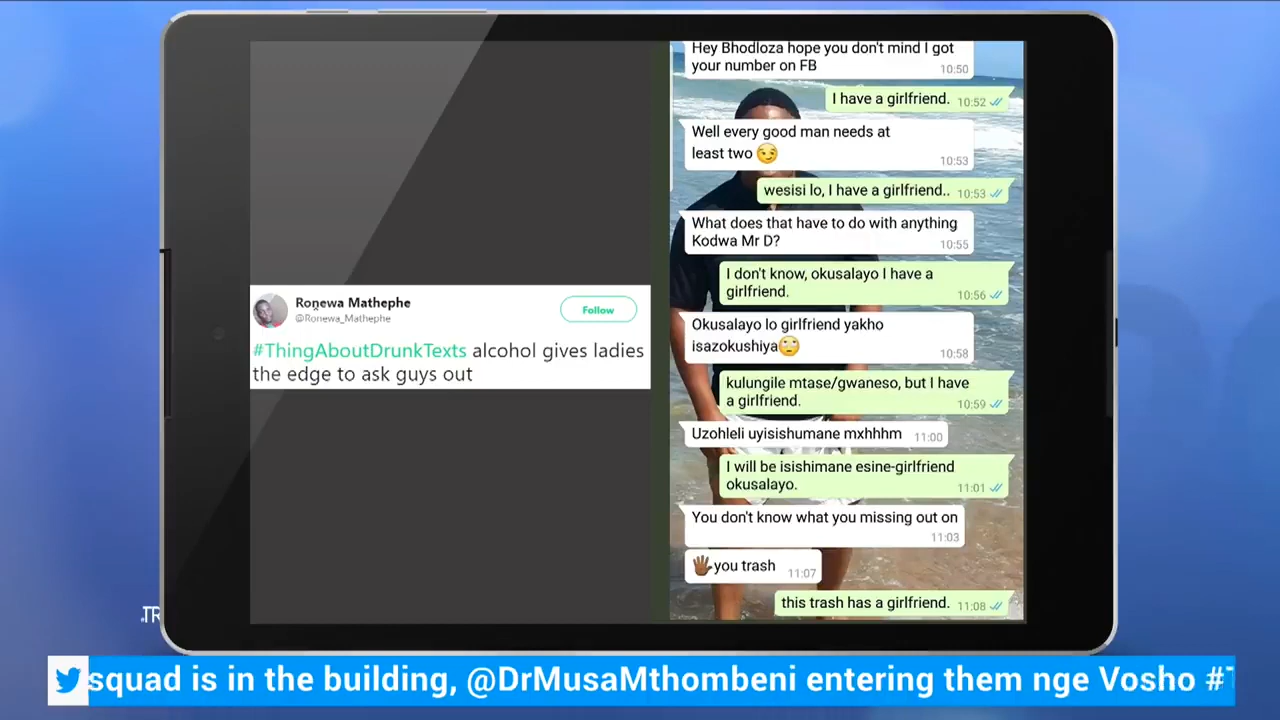 Ronewa Mathephe
@Ronewa_Mathephe
Follow
#ThingAboutDrunkTexts alcohol gives ladies
the edge to ask guys out
Hey Bhodloza hope you don't mind I got
your number on FB
10:50
I have a girlfriend. 10:52
Well every good man needs at
least two 😏
10:53
wesisi lo, I have a girlfriend.. 10:53
What does that have to do with anything
Kodwa Mr D?
10:55
I don't know, okusalayo I have a
girlfriend.
10:56
Okusalayo lo girlfriend yakho
isazokushiya🙄
10:58
kulungile mtase/gwaneso, but I have
a girlfriend.
10:59
Uzohleli uyisishumane mxhhhm 11:00
I will be isishimane esine-girlfriend
okusalayo.
11:01
You don't know what you missing out on
11:03
🖐🏾you trash 11:07
this trash has a girlfriend. 11:08
.TR
squad is in the building, @DrMusaMthombeni entering them nge Vosho #